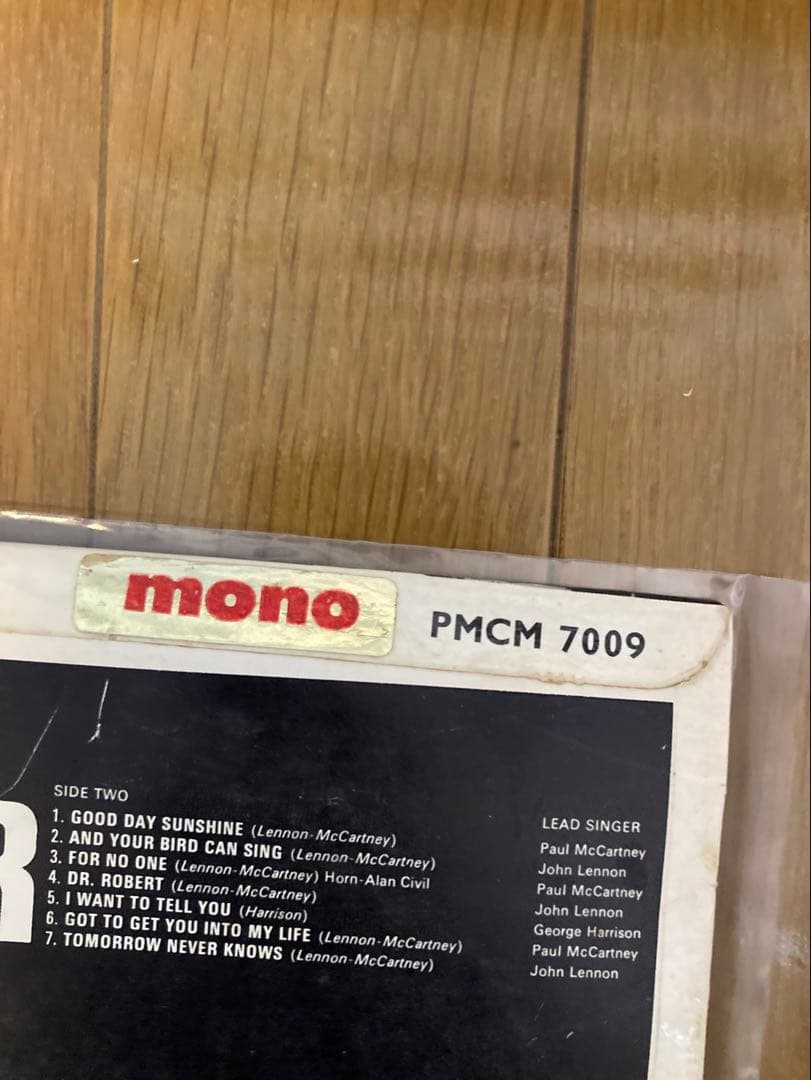 mono PMCM 7009
R
SIDE TWO
LEAD SINGER
1. GOOD DAY SUNSHINE (Lennon-McCartney) Paul McCartney
2. AND YOUR BIRD CAN SING (Lennon-McCartney) John Lennon
3. FOR NO ONE (Lennon-McCartney) Horn-Alan Civil Paul McCartney
4. DR. ROBERT (Lennon-McCartney) John Lennon
5. I WANT TO TELL YOU (Harrison) George Harrison
6. GOT TO GET YOU INTO MY LIFE (Lennon-McCartney) Paul McCartney
7. TOMORROW NEVER KNOWS (Lennon-McCartney) John Lennon